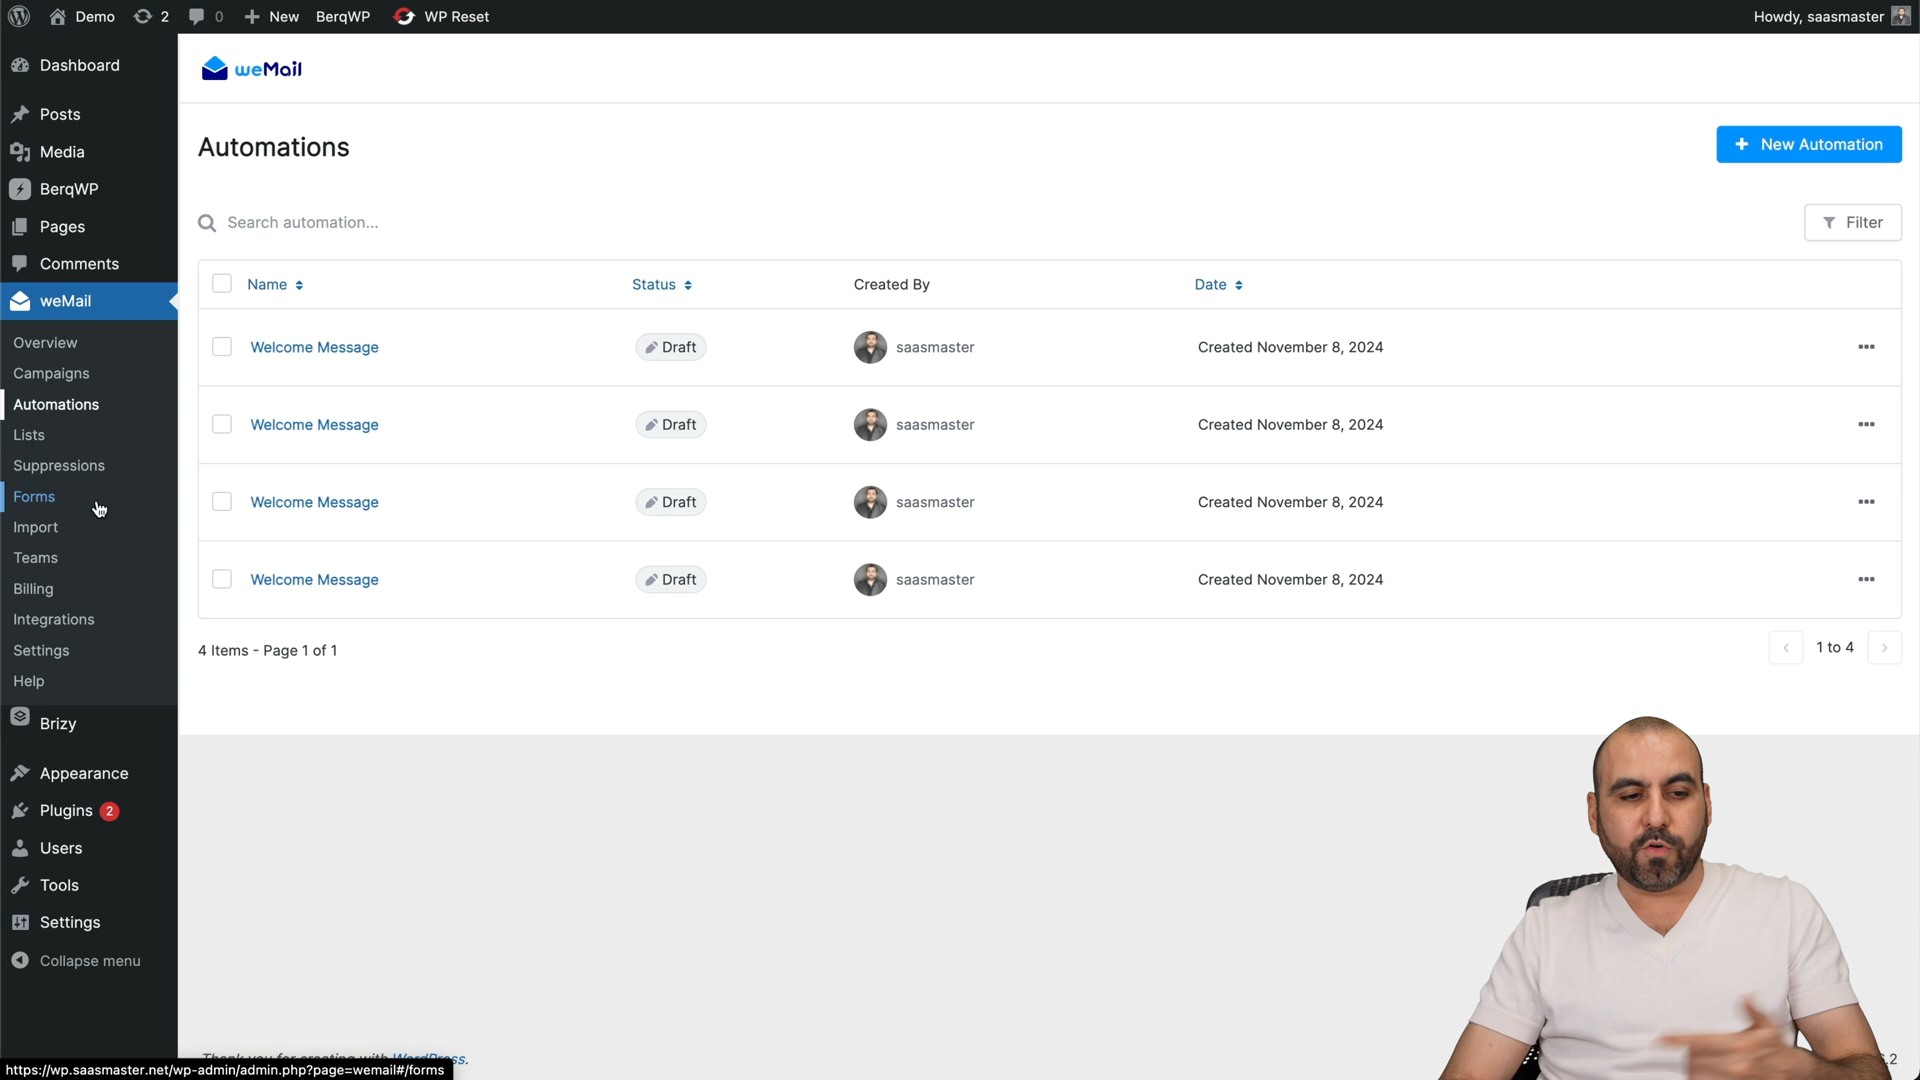 Demo 2 0 New BerqWP WP Reset Howdy, saasmaster
Dashboard
Posts
Media
BerqWP
Pages
Comments
weMail
Overview
Campaigns
Automations
Lists
Suppressions
Forms
Import
Teams
Billing
Integrations
Settings
Help
Brizy
Appearance
Plugins 2
Users
Tools
Settings
Collapse menu
weMail
Automations
+ New Automation
Search automation...
Filter
Name Status Created By Date
Welcome Message Draft saasmaster Created November 8, 2024
Welcome Message Draft saasmaster Created November 8, 2024
Welcome Message Draft saasmaster Created November 8, 2024
Welcome Message Draft saasmaster Created November 8, 2024
4 Items - Page 1 of 1 1 to 4
Thank you for creating with WordPress.
https://wp.saasmaster.net/wp-admin/admin.php?page=wemail#/forms